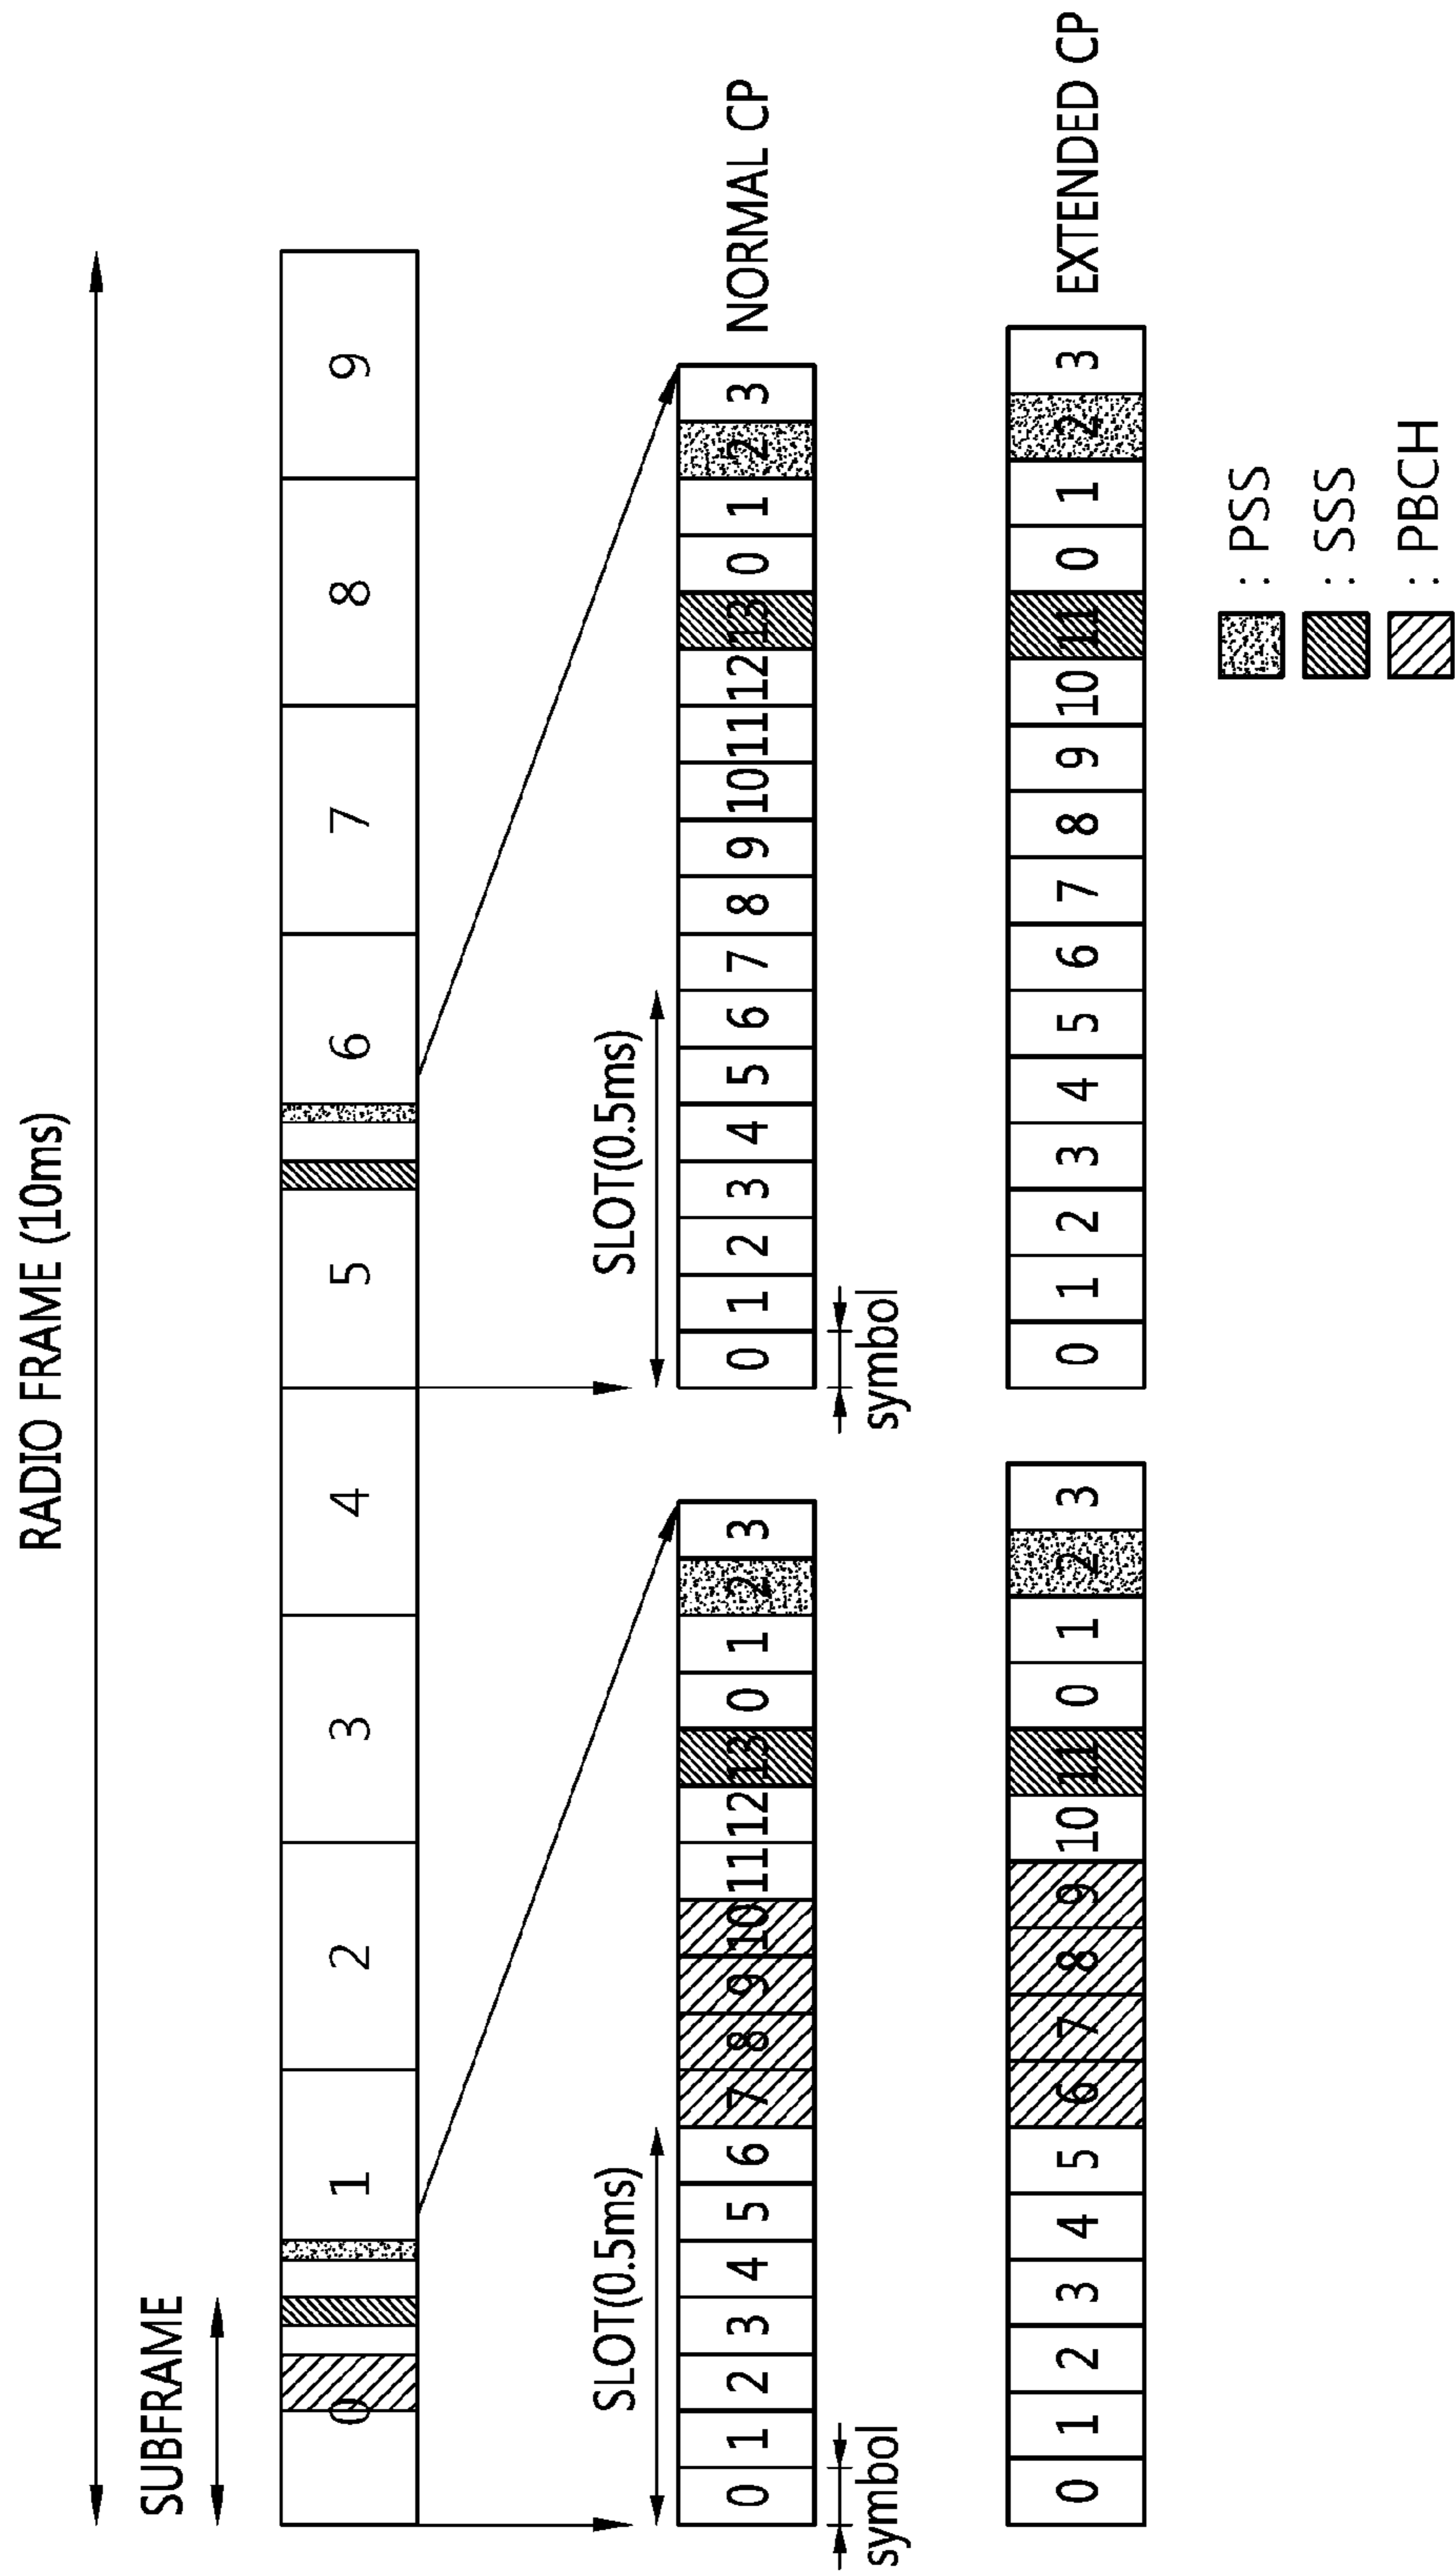 RADIO FRAME (10ms)
SUBFRAME
0 1 2 3 4 5 6 7 8 9
SLOT(0.5ms) SLOT(0.5ms)
0 1 2 3 4 5 6 7 8 9 10 11 12 13 0 1 2 3 0 1 2 3 4 5 6 7 8 9 10 11 12 13 0 1 2 3 NORMAL CP
symbol symbol
0 1 2 3 4 5 6 7 8 9 10 11 0 1 2 3 0 1 2 3 4 5 6 7 8 9 10 11 0 1 2 3 EXTENDED CP
: PSS
: SSS
: PBCH